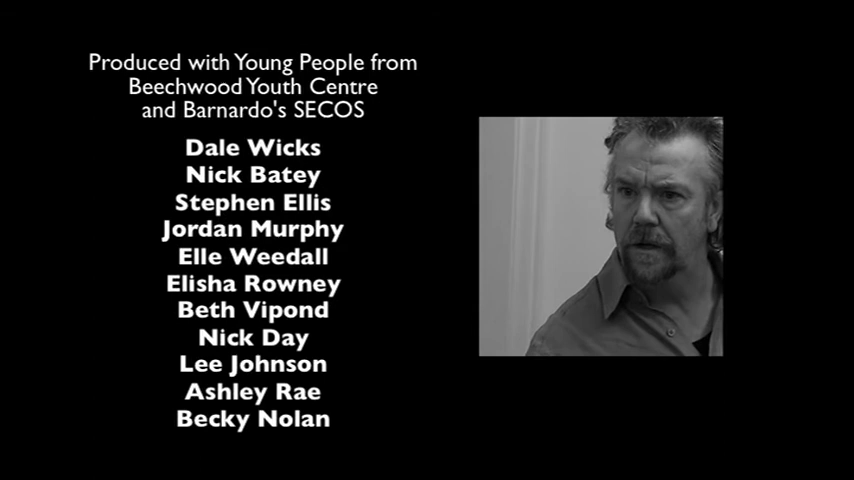 Produced with Young People from
Beechwood Youth Centre
and Barnardo's SECOS
Dale Wicks
Nick Batey
Stephen Ellis
Jordan Murphy
Elle Weedall
Elisha Rowney
Beth Vipond
Nick Day
Lee Johnson
Ashley Rae
Becky Nolan